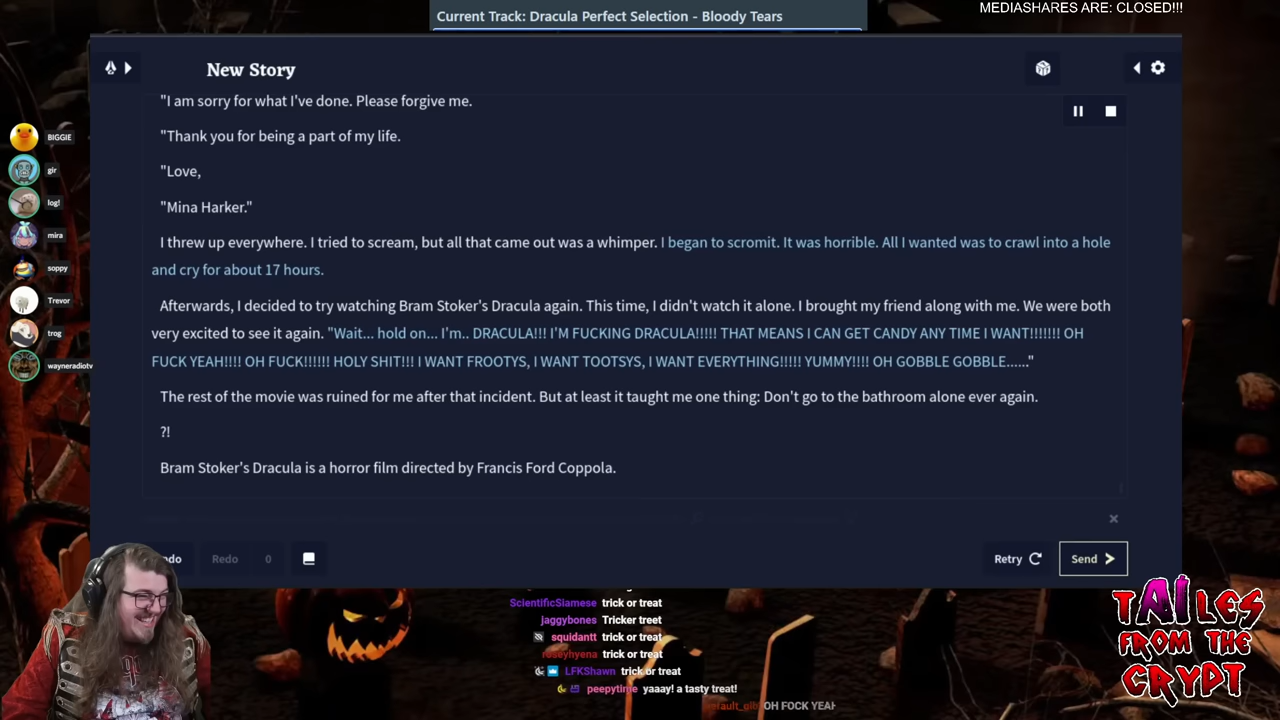 Current Track: Dracula Perfect Selection - Bloody Tears
MEDIASHARES ARE: CLOSED!!!
New Story
"I am sorry for what I've done. Please forgive me.
"Thank you for being a part of my life.
"Love,
"Mina Harker."
I threw up everywhere. I tried to scream, but all that came out was a whimper. I began to scromit. It was horrible. All I wanted was to crawl into a hole
and cry for about 17 hours.
Afterwards, I decided to try watching Bram Stoker's Dracula again. This time, I didn't watch it alone. I brought my friend along with me. We were both
very excited to see it again. "Wait... hold on... I'm.. DRACULA!!! I'M FUCKING DRACULA!!!!! THAT MEANS I CAN GET CANDY ANY TIME I WANT!!!!!!! OH
FUCK YEAH!!!! OH FUCK!!!!!! HOLY SHIT!!! I WANT FROOTYS, I WANT TOOTSYS, I WANT EVERYTHING!!!!! YUMMY!!!! OH GOBBLE GOBBLE......"
The rest of the movie was ruined for me after that incident. But at least it taught me one thing: Don't go to the bathroom alone ever again.
?!
Bram Stoker's Dracula is a horror film directed by Francis Ford Coppola.
BIGGIE
gir
log!
mira
soppy
Trevor
trog
wayneradiotv
Redo
0
Retry
Send
ScientificSiamese trick or treat
jaggybones Tricker treet
squidantt trick or treat
roseyhyena trick or treat
LFKShawn trick or treat
peepytime yaaay! a tasty treat!
OH FOCK YEAH
TAILES
FROM THE
CRYPT